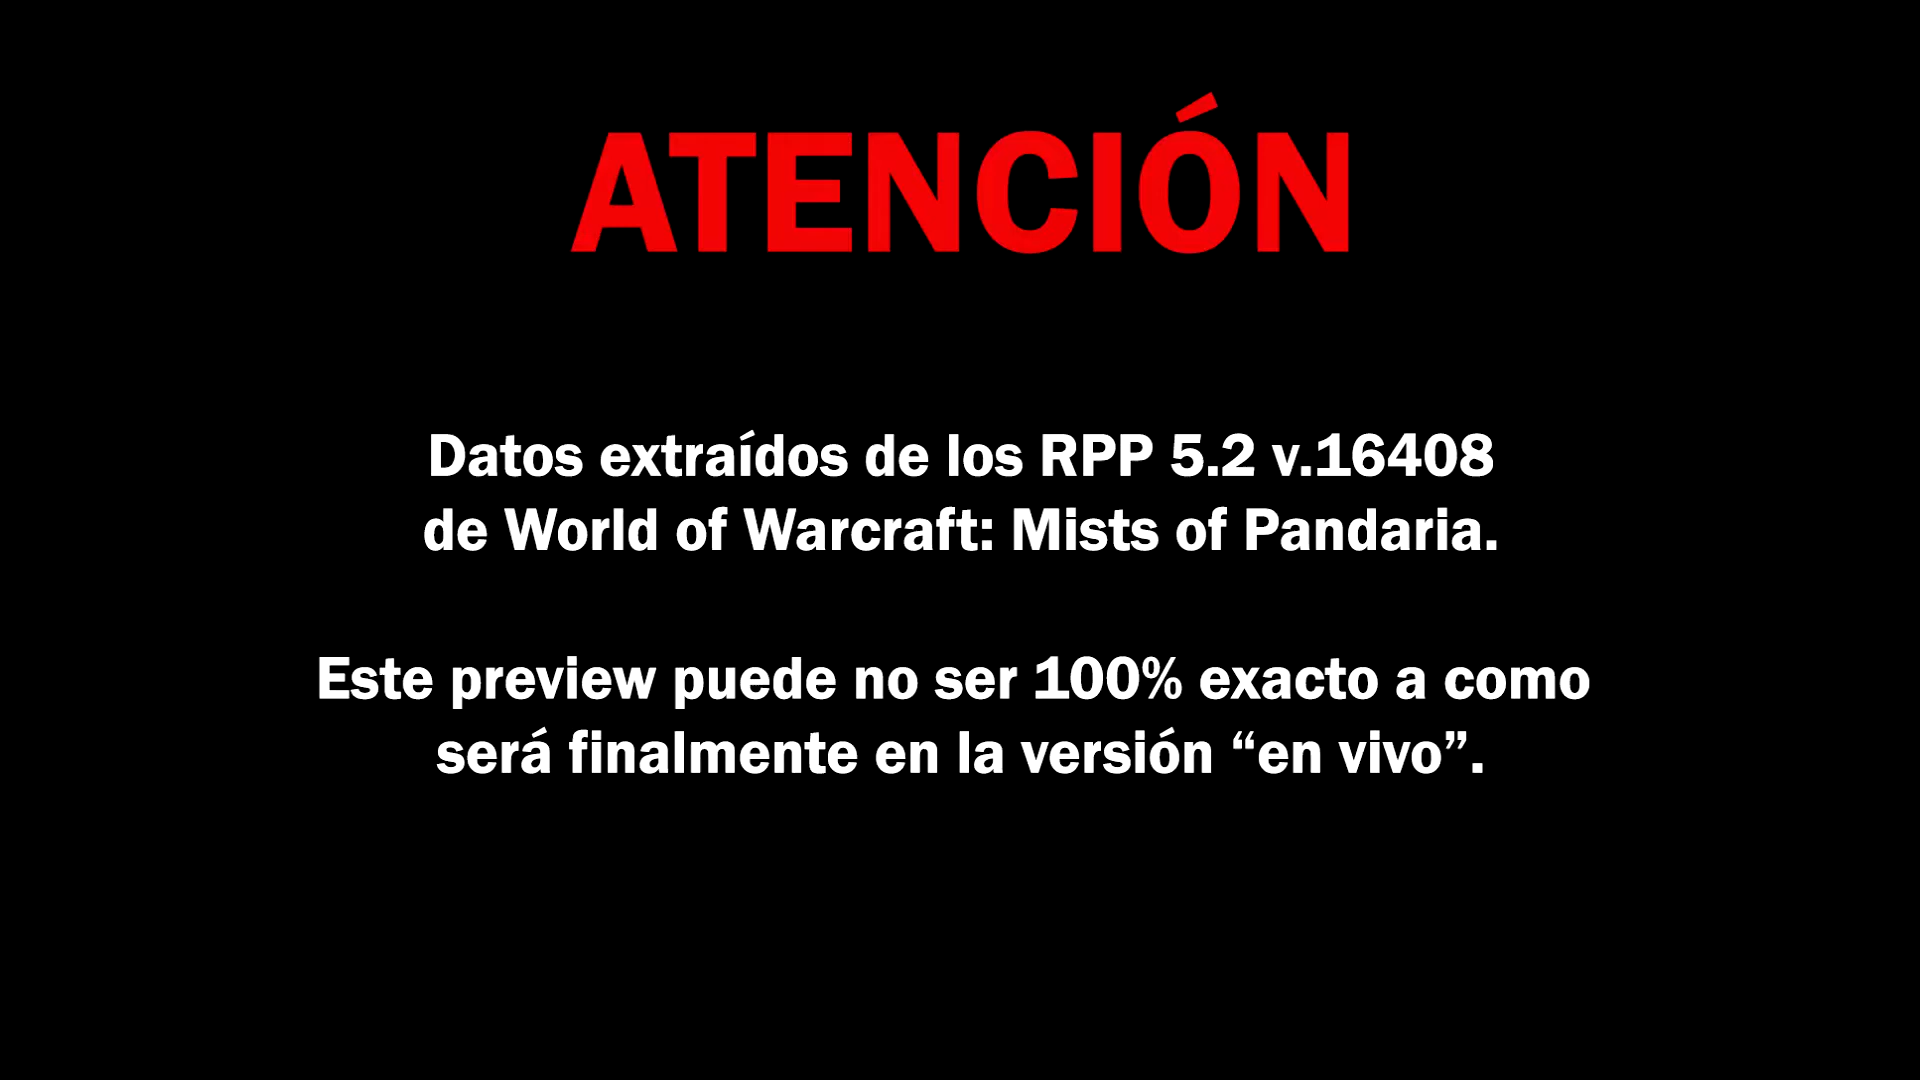 ATENCIÓN
Datos extraídos de los RPP 5.2 v.16408
de World of Warcraft: Mists of Pandaria.
Este preview puede no ser 100% exacto a como
será finalmente en la versión “en vivo”.